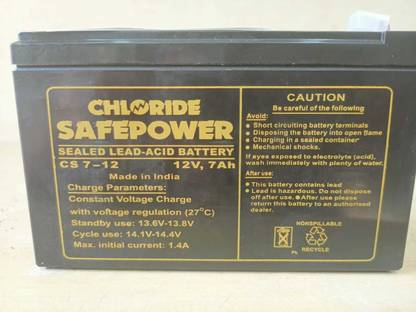 CHLORIDE
SAFEPOWER
SEALED LEAD-ACID BATTERY
CS 7-12 12V, 7Ah
Made in India
Charge Parameters:
Constant Voltage Charge
with voltage regulation (27°C)
Standby use: 13.6V-13.8V
Cycle use: 14.1V-14.4V
Max. initial current: 1.4A
CAUTION
Be careful of the following
Avoid:
• Short circuiting battery terminals
• Disposing the battery into open flame
• Charging in a sealed container
• Mechanical shocks.
If eyes exposed to electrolyte (acid),
wash immediately with plenty of water.
After use:
• This battery contains lead
• Lead is hazardous. Do not dispose
off after use. • After use please
return this battery to an authorised
dealer.
NONSPILLABLE
Pb
RECYCLE